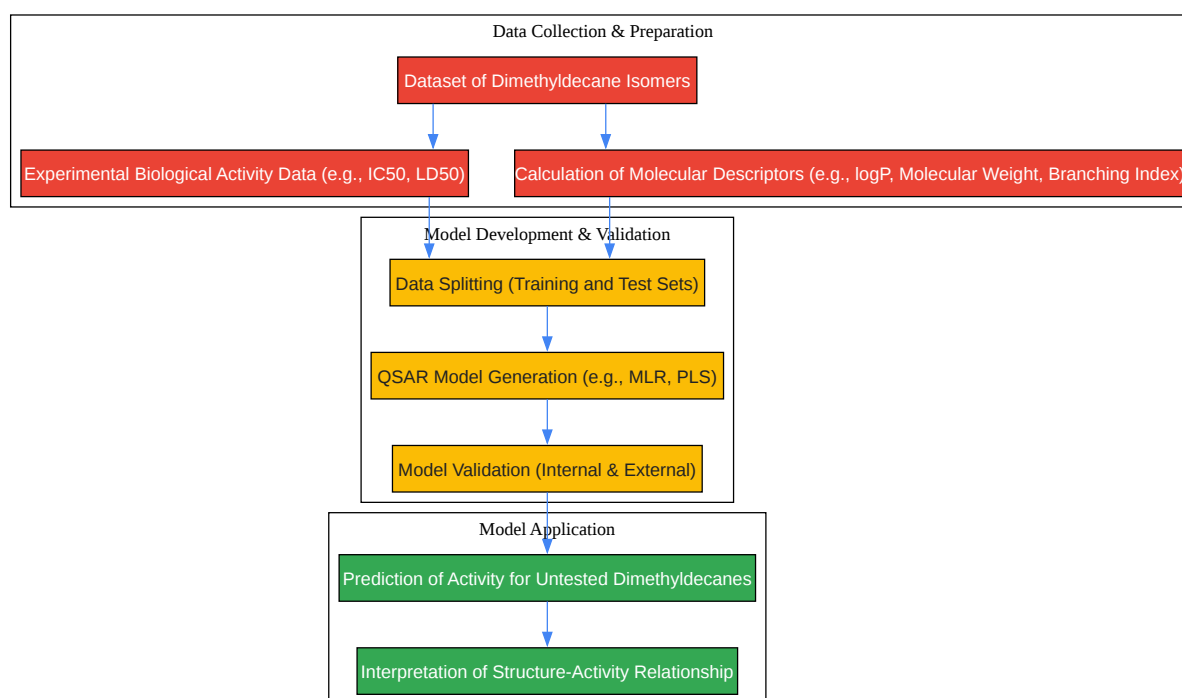 Data Collection & Preparation
Dataset of Dimethyldecane Isomers
Experimental Biological Activity Data (e.g., IC50, LD50)
Calculation of Molecular Descriptors (e.g., logP, Molecular Weight, Branching Index)
Model Development & Validation
Data Splitting (Training and Test Sets)
QSAR Model Generation (e.g., MLR, PLS)
Model Validation (Internal & External)
Model Application
Prediction of Activity for Untested Dimethyldecanes
Interpretation of Structure-Activity Relationship